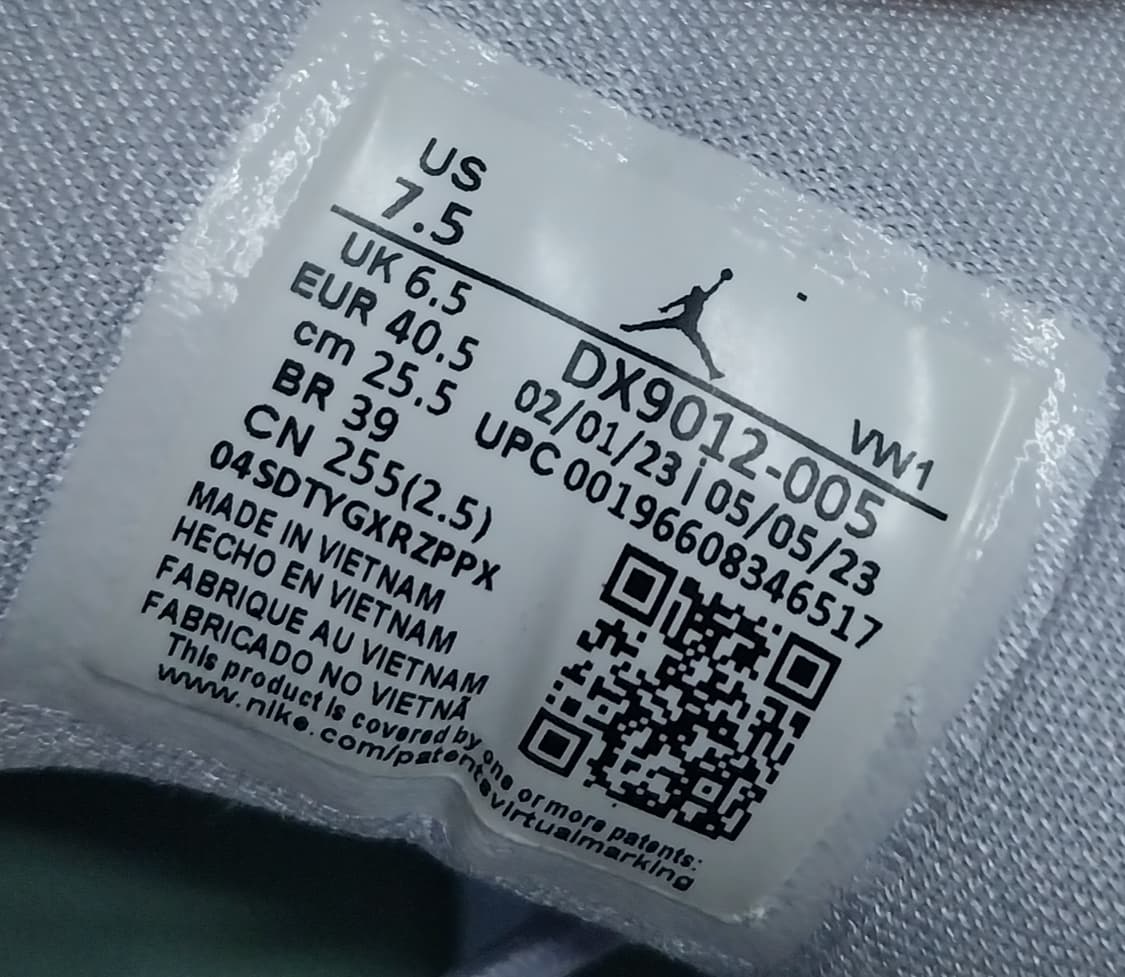 US
7.5
UK 6.5
EUR 40.5
cm 25.5
BR 39
CN 255(2.5)
04SDTYGXRZPPX
MADE IN VIETNAM
HECHO EN VIETNAM
FABRIQUE AU VIETNAM
FABRICADO NO VIETNÃ
VW1
DX9012-005
02/01/23 | 05/05/23
UPC 00196608346517
This product is covered by one or more patents:
www.nike.com/patentsvirtualmarking